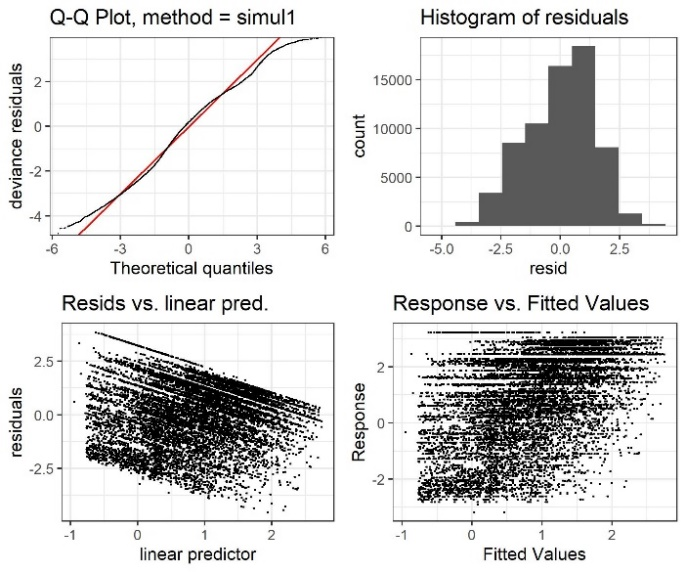 Q-Q Plot, method = simul1
deviance residuals
2
0
-2
-4
-6
-3
0
3
6
Theoretical quantiles
Histogram of residuals
count
15000
10000
5000
0
-5.0
-2.5
0.0
2.5
resid
Resids vs. linear pred.
residuals
2.5
0.0
-2.5
-1
0
1
2
linear predictor
Response vs. Fitted Values
Response
2
0
-2
-1
0
1
2
Fitted Values